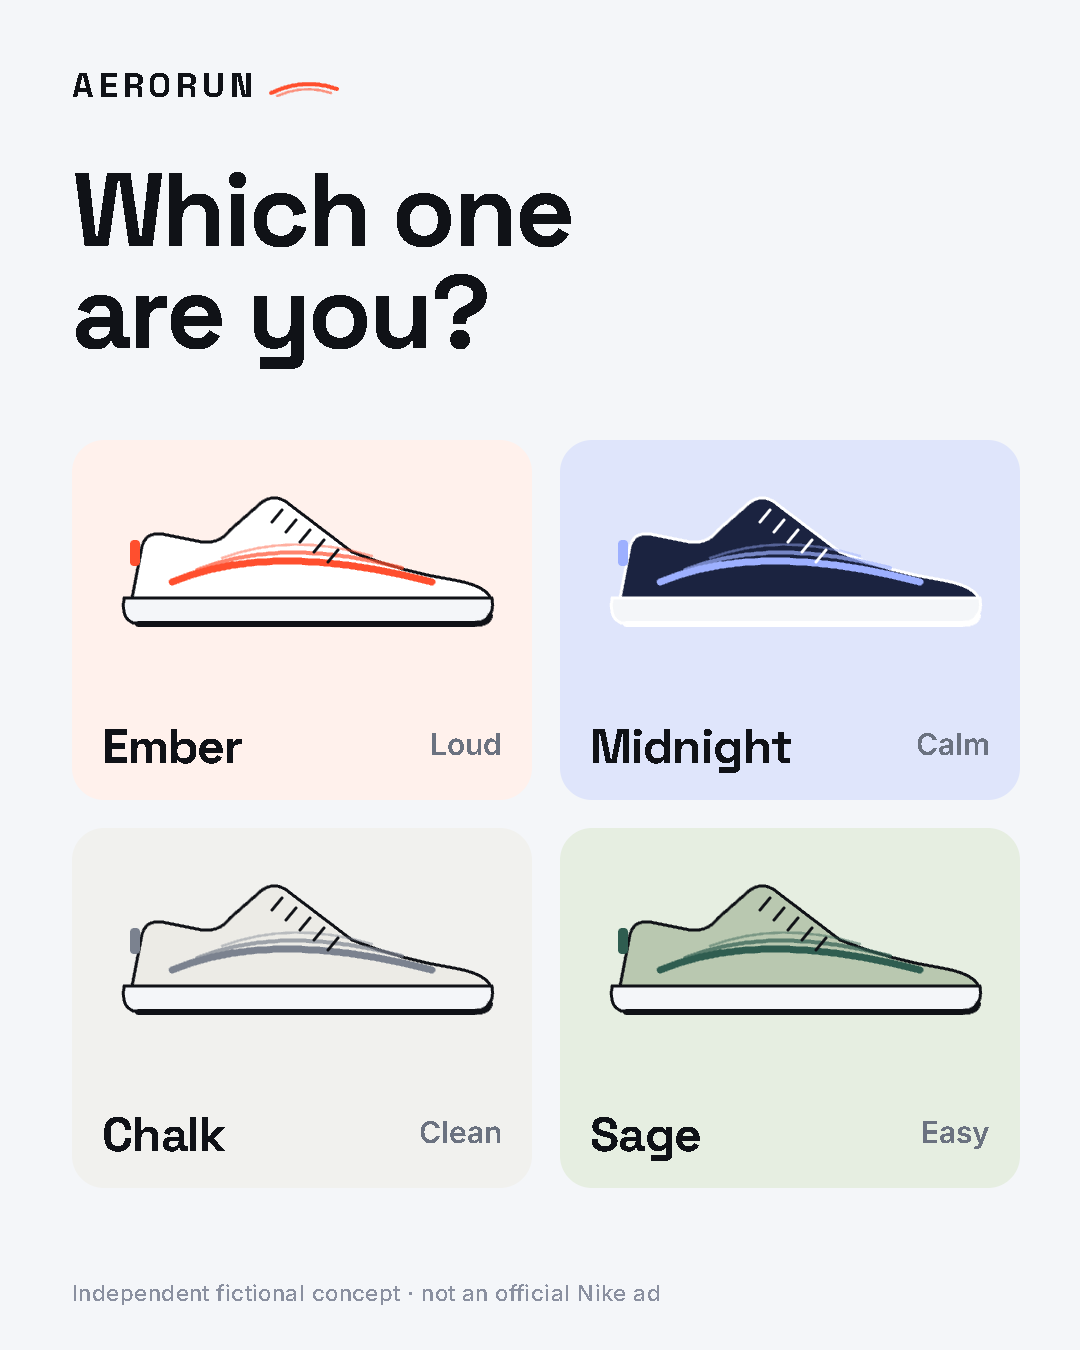 AERORUN
Which one
are you?
Ember
Loud
Midnight
Calm
Chalk
Clean
Sage
Easy
Independent fictional concept · not an official Nike ad